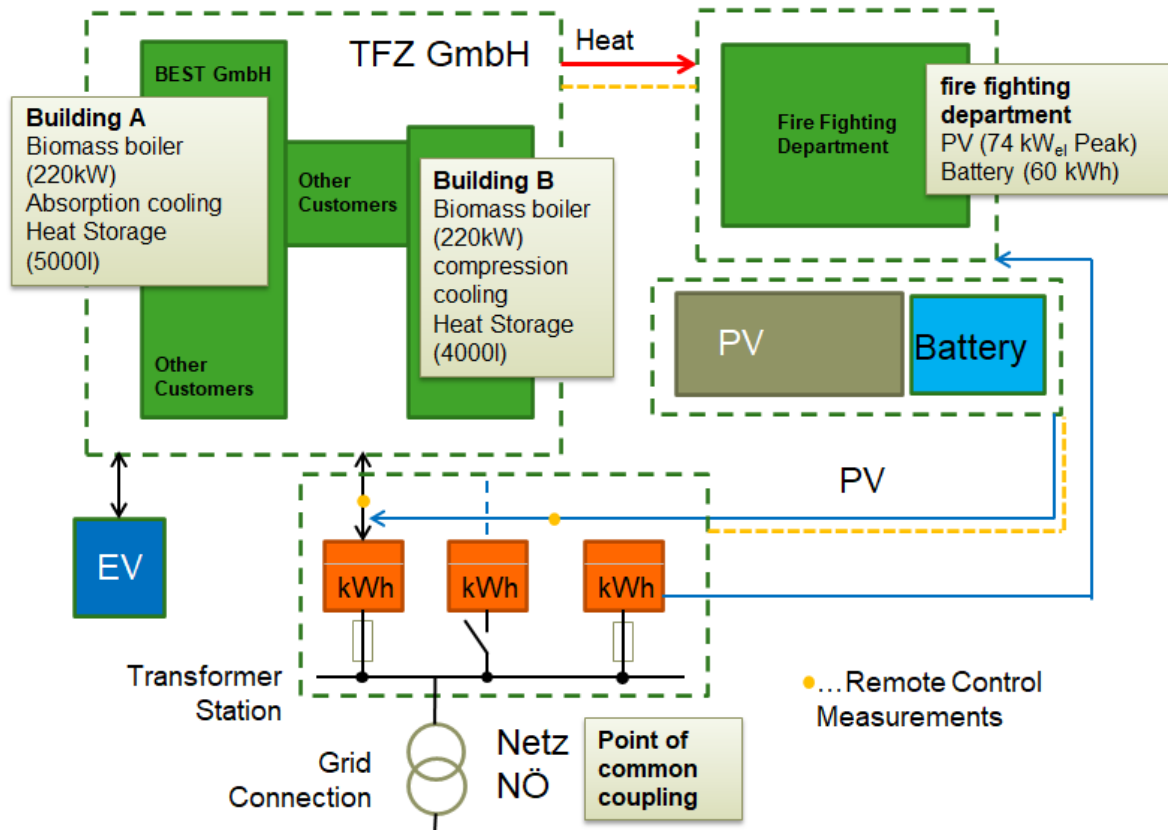 TFZ GmbH
BEST GmbH
Building A
Biomass boiler
(220kW)
Absorption cooling
Heat Storage
(5000l)
Other
Customers
Other
Customers
Building B
Biomass boiler
(220kW)
compression
cooling
Heat Storage
(4000l)
Heat
Fire Fighting
Department
fire fighting
department
PV (74 kWel Peak)
Battery (60 kWh)
PV
Battery
PV
EV
kWh
kWh
kWh
Transformer
Station
Grid
Connection
Netz
NÖ
Point of
common
coupling
...Remote Control
Measurements